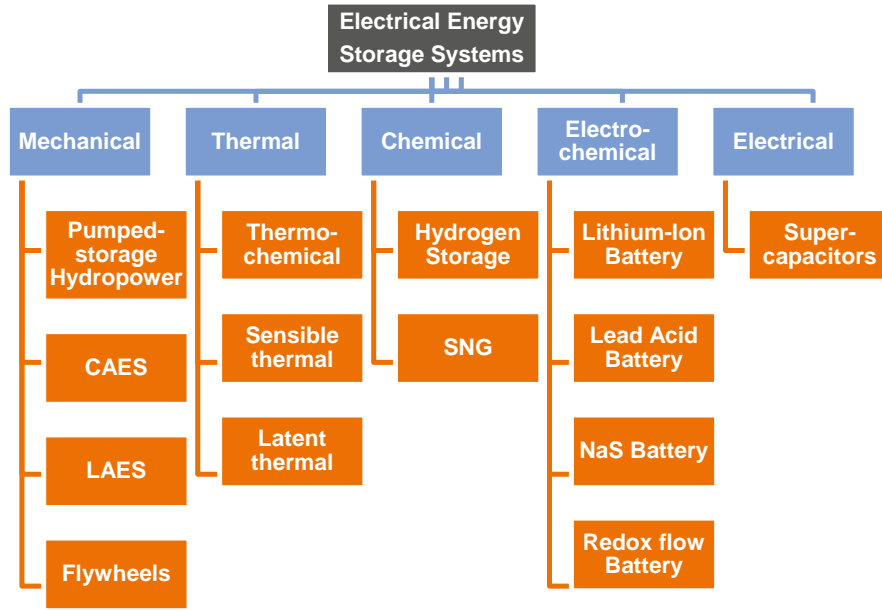 Electrical Energy
Storage Systems
Mechanical
Thermal
Chemical
Electro-
chemical
Electrical
Pumped-
storage
Hydropower
CAES
LAES
Flywheels
Thermo-
chemical
Sensible
thermal
Latent
thermal
Hydrogen
Storage
SNG
Lithium-Ion
Battery
Lead Acid
Battery
NaS Battery
Redox flow
Battery
Super-
capacitors